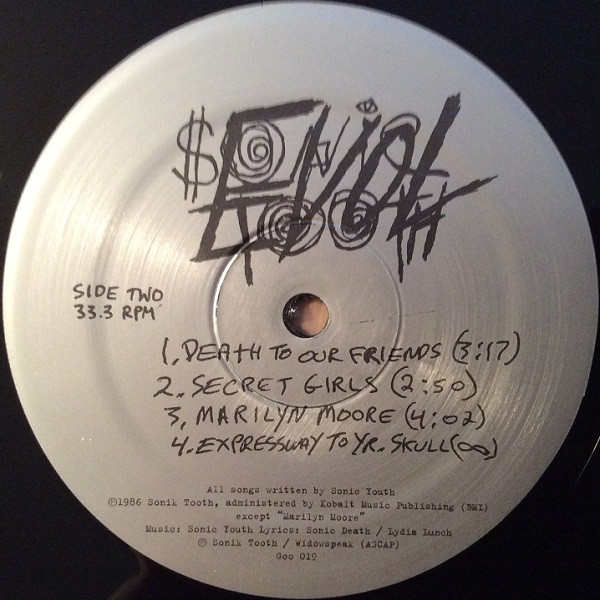 $onik Tooth
EVOL
SIDE TWO
33.3 RPM
1. DEATH TO OUR FRIENDS (3:17)
2. SECRET GIRLS (2:50)
3. MARILYN MOORE (4:02)
4. EXPRESSWAY TO YR. SKULL (∞)
All songs written by Sonic Youth
℗1986 Sonik Tooth, administered by Kobalt Music Publishing (BMI)
except "Marilyn Moore"
Music: Sonic Youth Lyrics: Sonic Death / Lydia Lunch
℗ Sonik Tooth / Widowspeak (ASCAP)
Goo 019